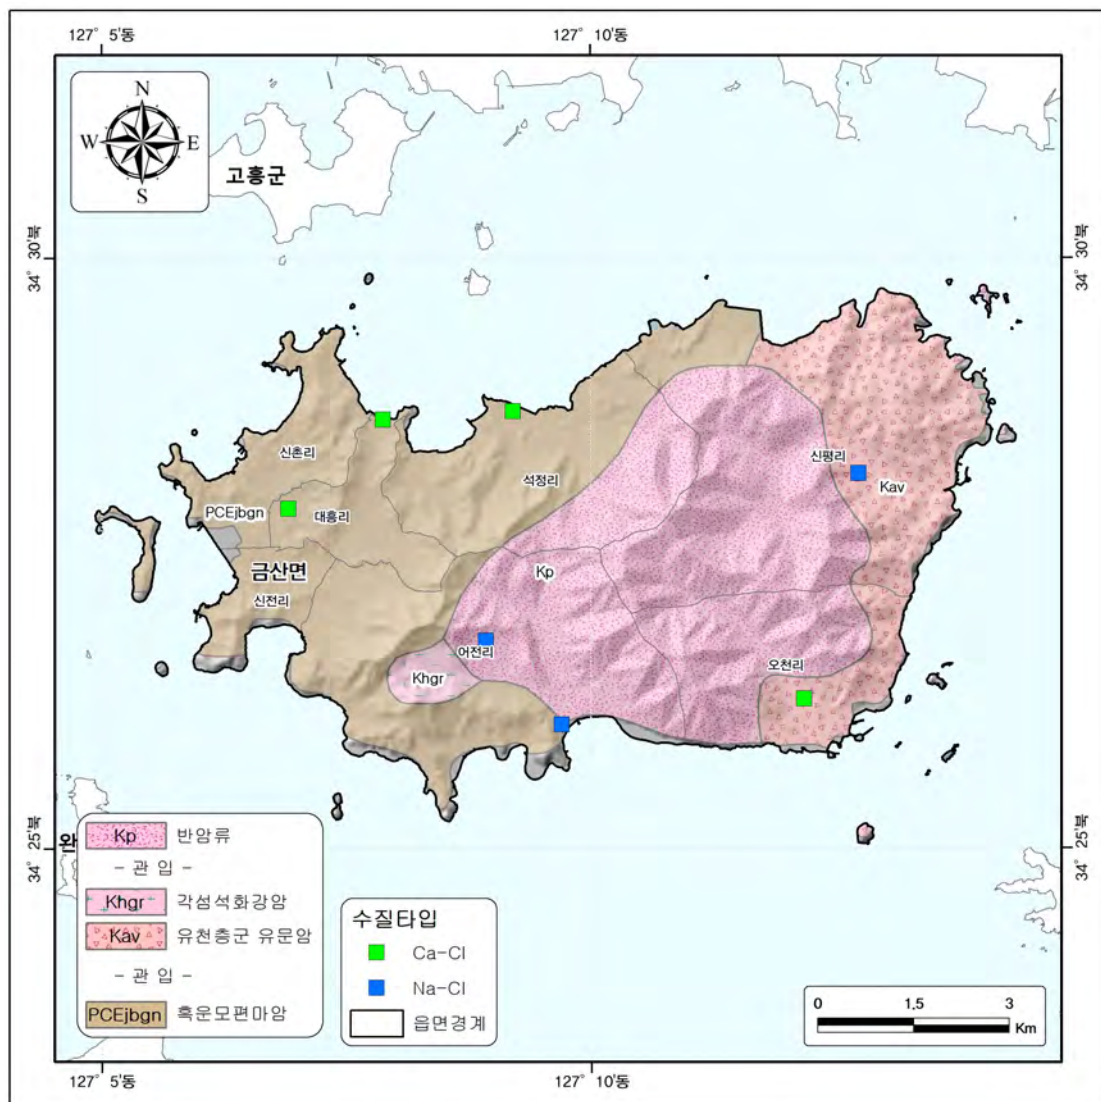 127° 5'동
127° 10'동
N
W E
S
고흥군
34° 30'북
34° 30'북
신촌리
석정리
신평리
Kav
PCEjbgn
대흥리
금산면
신전리
Kp
어전리
오천리
Khgr
34° 25'북
34° 25'북
완
Kp 반암류
- 관 입 -
Khgr 각섬석화강암
Kav 유천층군 유문암
- 관 입 -
PCEjbgn 흑운모편마암
수질타입
Ca-Cl
Na-Cl
읍면경계
0 1.5 3
Km
127° 5'동
127° 10'동